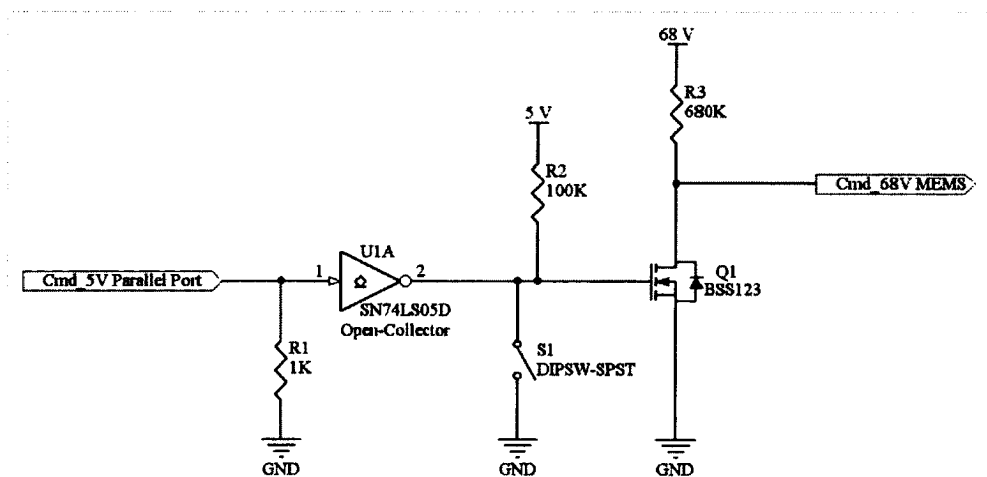 68 V
R3
680K
5 V
R2
100K
Cmd_68V MEMS
U1A
Cmd_5V Parallel Port
1
2
Q1
BSS123
SN74LS05D
Open-Collector
R1
1K
S1
DIPSW-SPST
GND
GND
GND